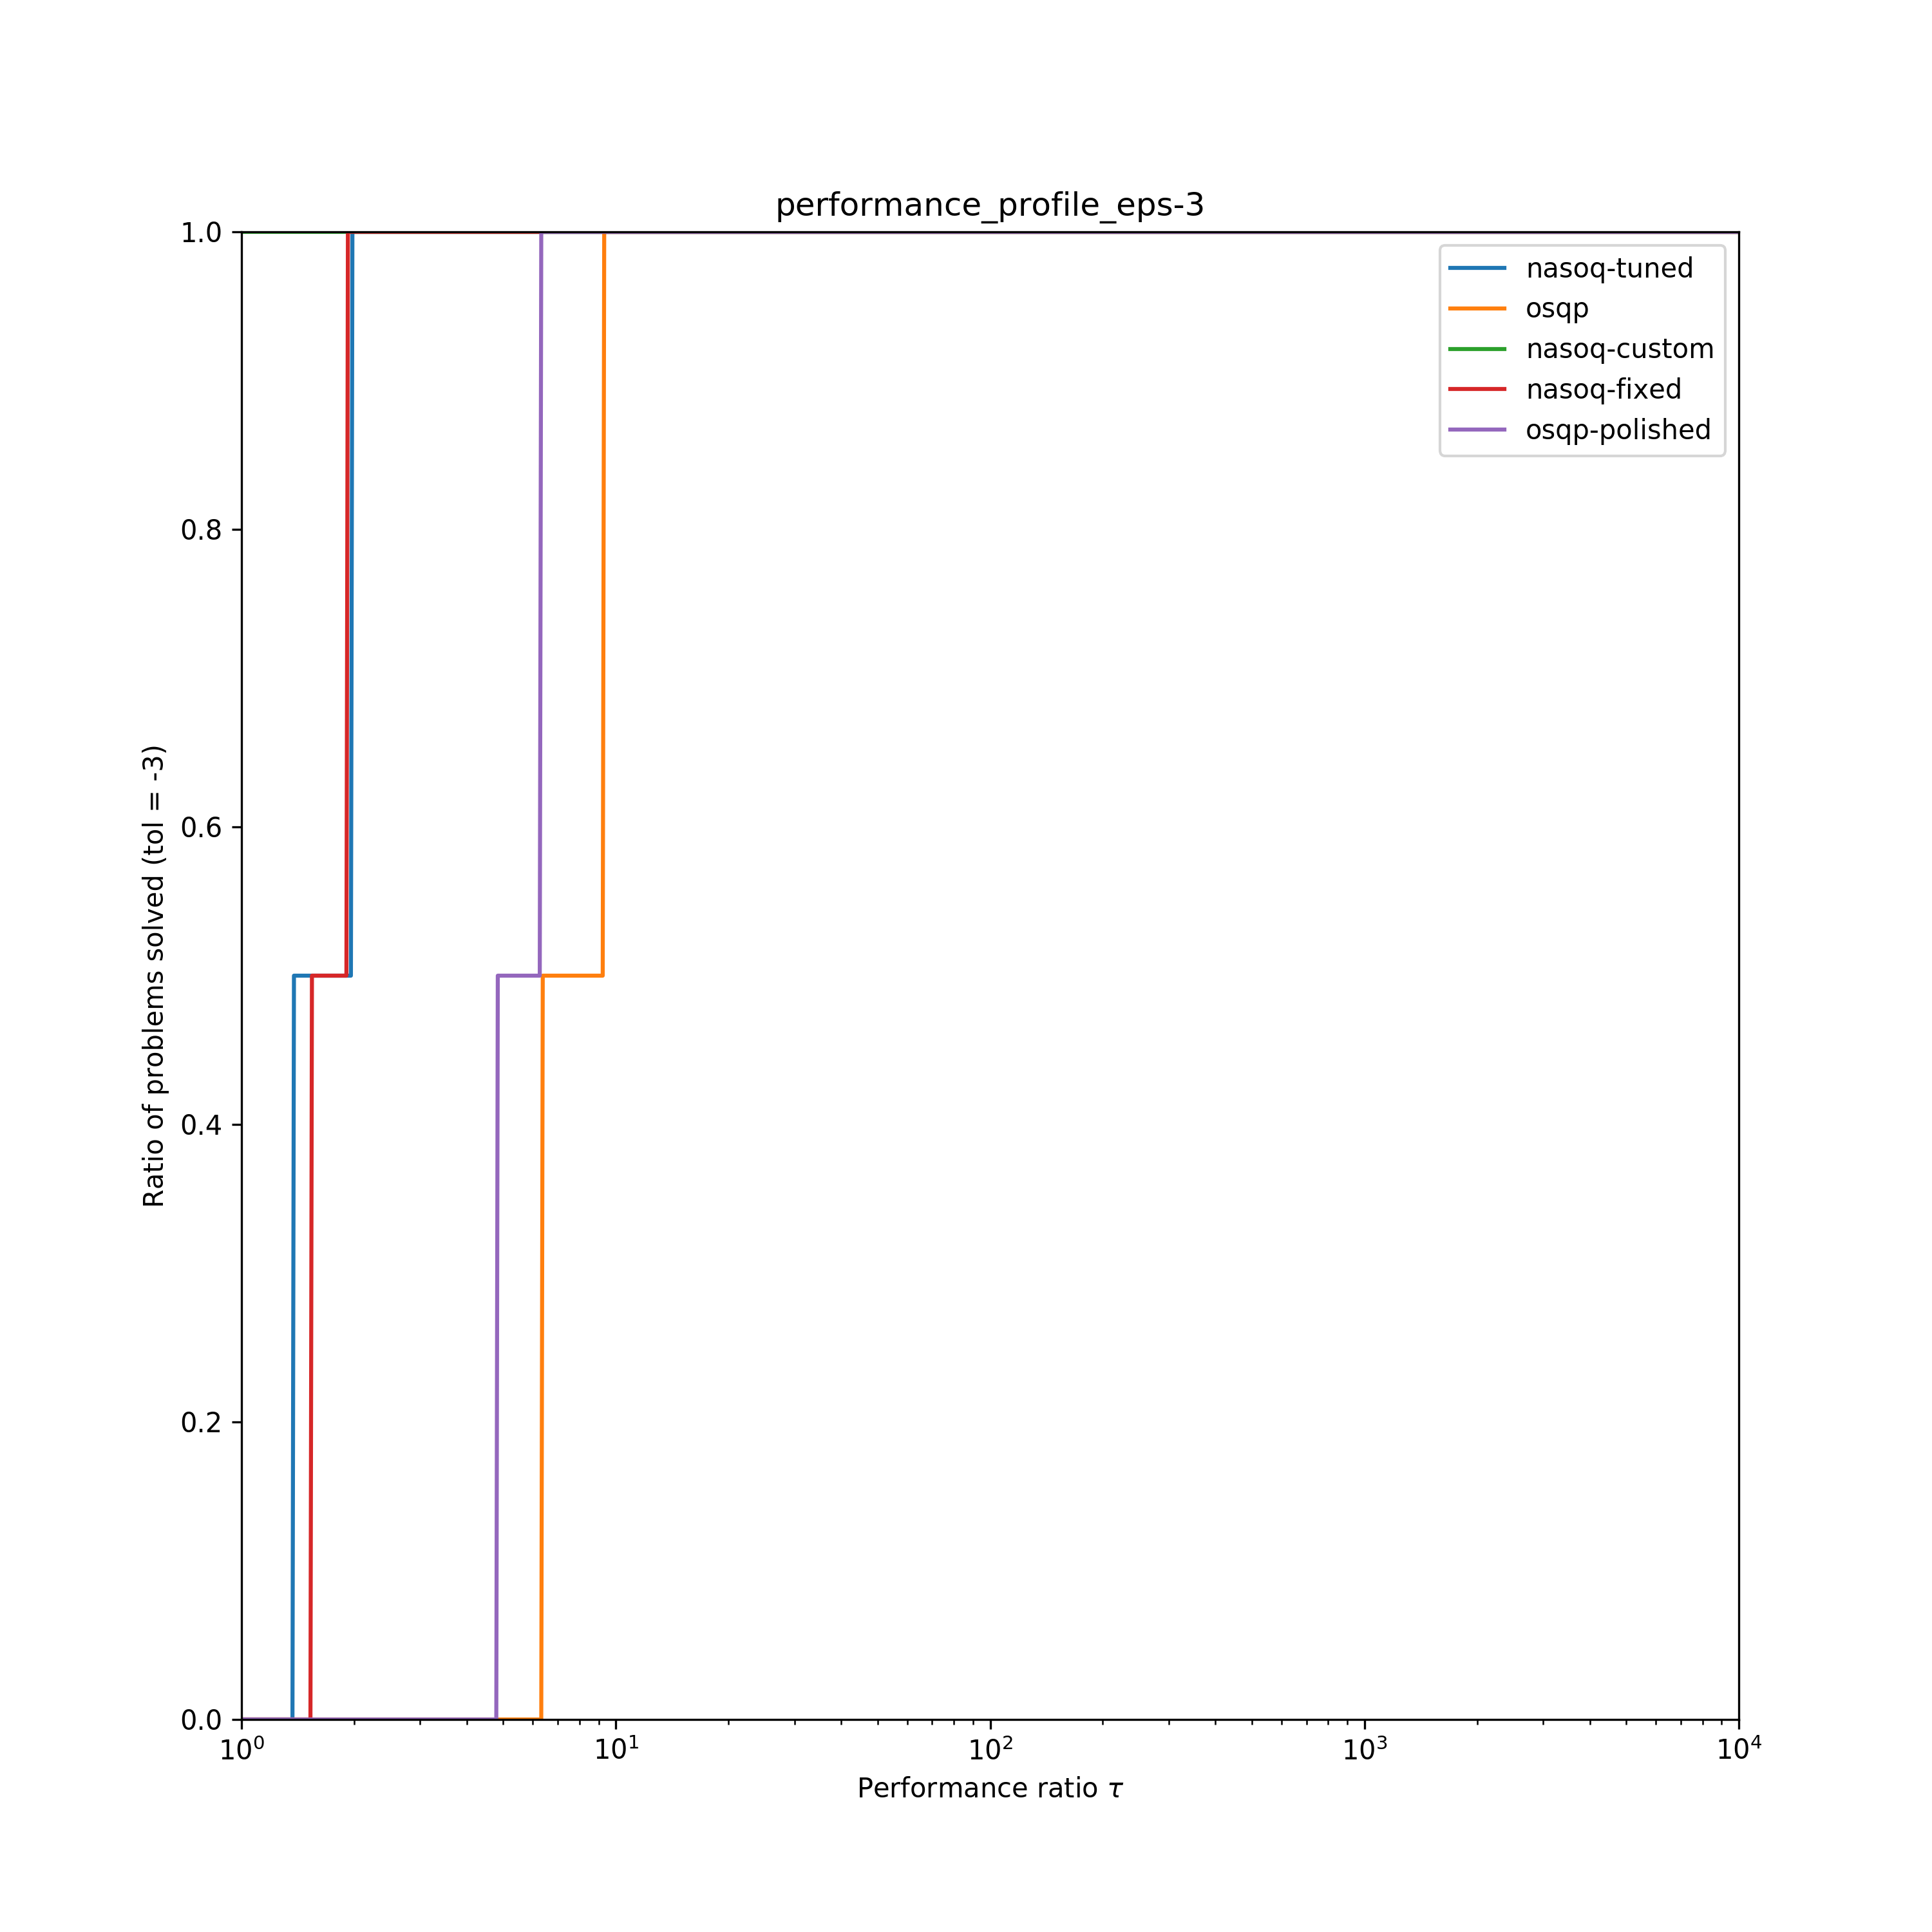 performance_profile_eps-3
1.0
0.8
0.6
0.4
0.2
0.0
Ratio of problems solved (tol = -3)
nasoq-tuned
osqp
nasoq-custom
nasoq-fixed
osqp-polished
10⁰ 10¹ 10² 10³ 10⁴
Performance ratio τ